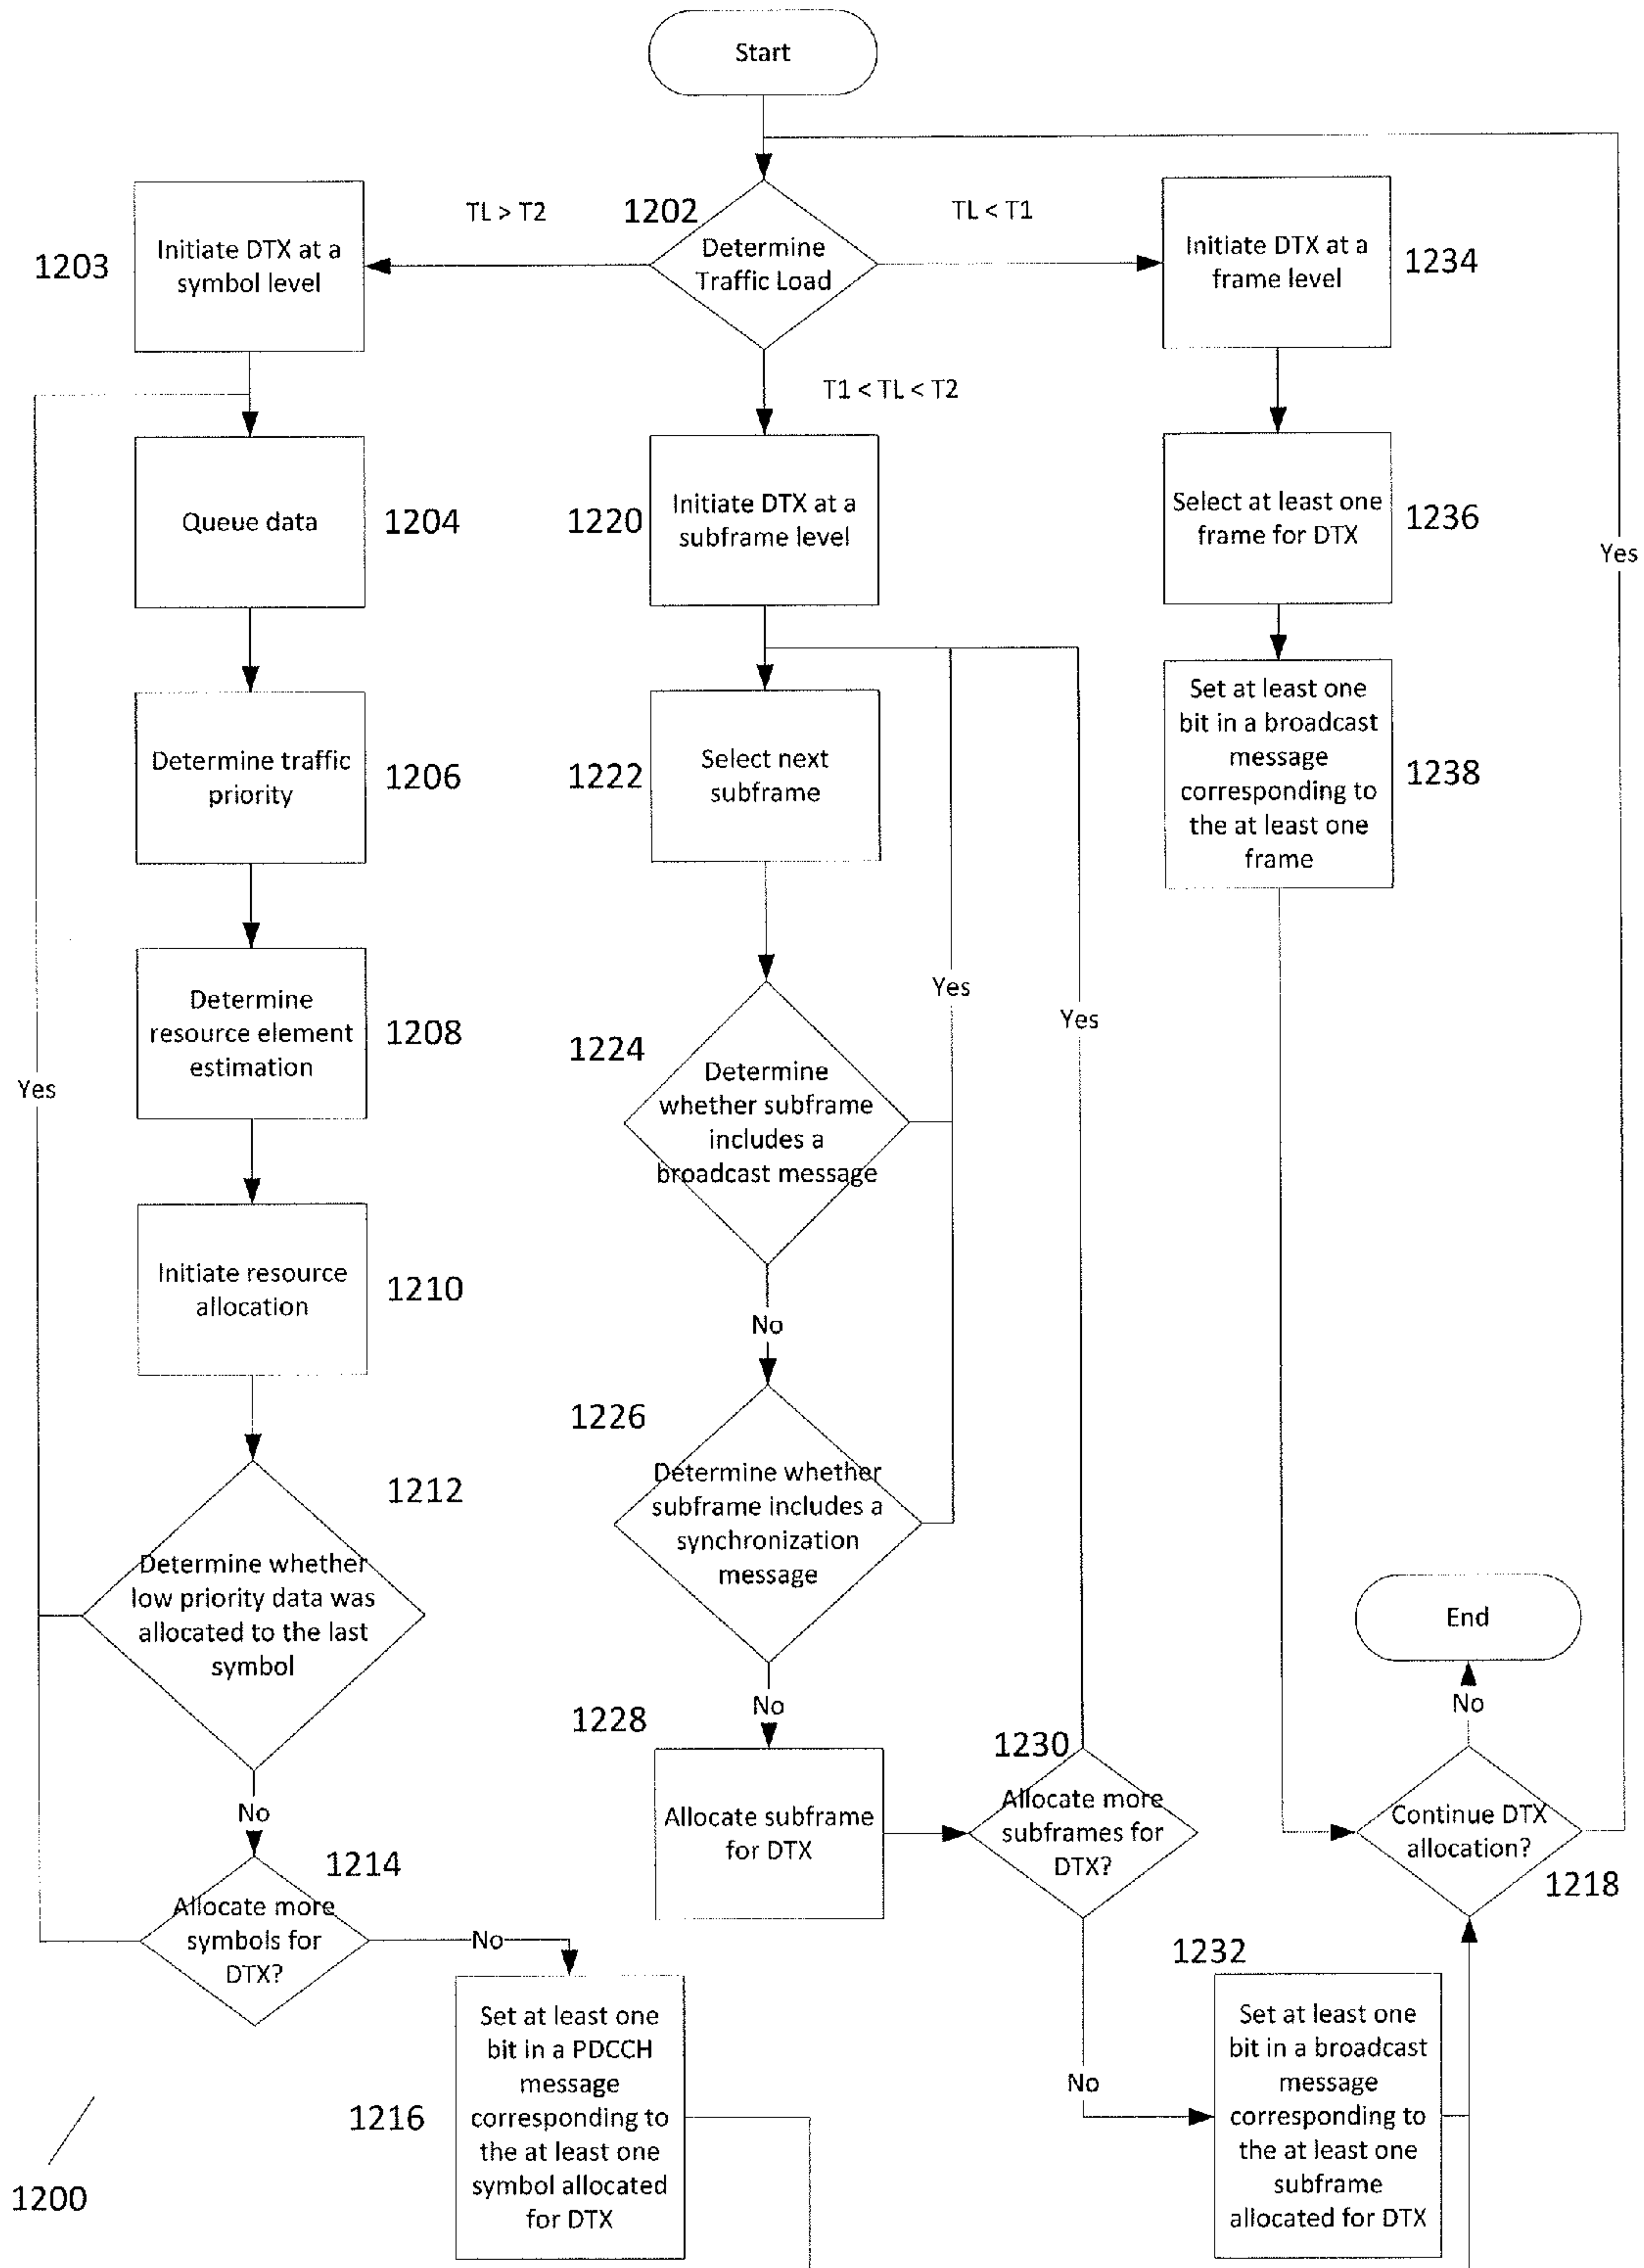 Start
TL > T2
1202
TL < T1
Determine
Traffic Load
1203
Initiate DTX at a
symbol level
Initiate DTX at a
frame level
1234
T1 < TL < T2
Queue data
1204
1220
Initiate DTX at a
subframe level
Select at least one
frame for DTX
1236
Yes
Determine traffic
priority
1206
1222
Select next
subframe
Set at least one
bit in a broadcast
message
corresponding to
the at least one
frame
1238
Determine
resource element
estimation
1208
Yes
Yes
Yes
1224
Determine
whether subframe
includes a
broadcast message
Initiate resource
allocation
1210
No
1226
Determine whether
subframe includes a
synchronization
message
1212
Determine whether
low priority data was
allocated to the last
symbol
End
No
No
1228
Allocate subframe
for DTX
1230
Allocate more
subframes for
DTX?
Continue DTX
allocation?
1218
No
1214
Allocate more
symbols for
DTX?
No
1216
Set at least one
bit in a PDCCH
message
corresponding to
the at least one
symbol allocated
for DTX
No
1232
Set at least one
bit in a broadcast
message
corresponding to
the at least one
subframe
allocated for DTX
1200